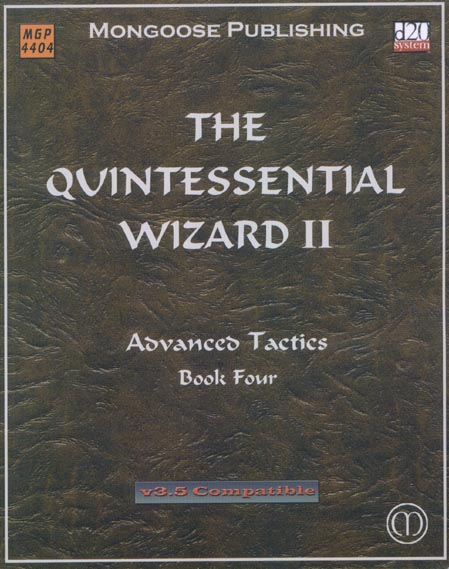 MGP
4404
MONGOOSE PUBLISHING
d20
system
THE
QUINTESSENTIAL
WIZARD II
Advanced Tactics
Book Four
v3.5 Compatible
M